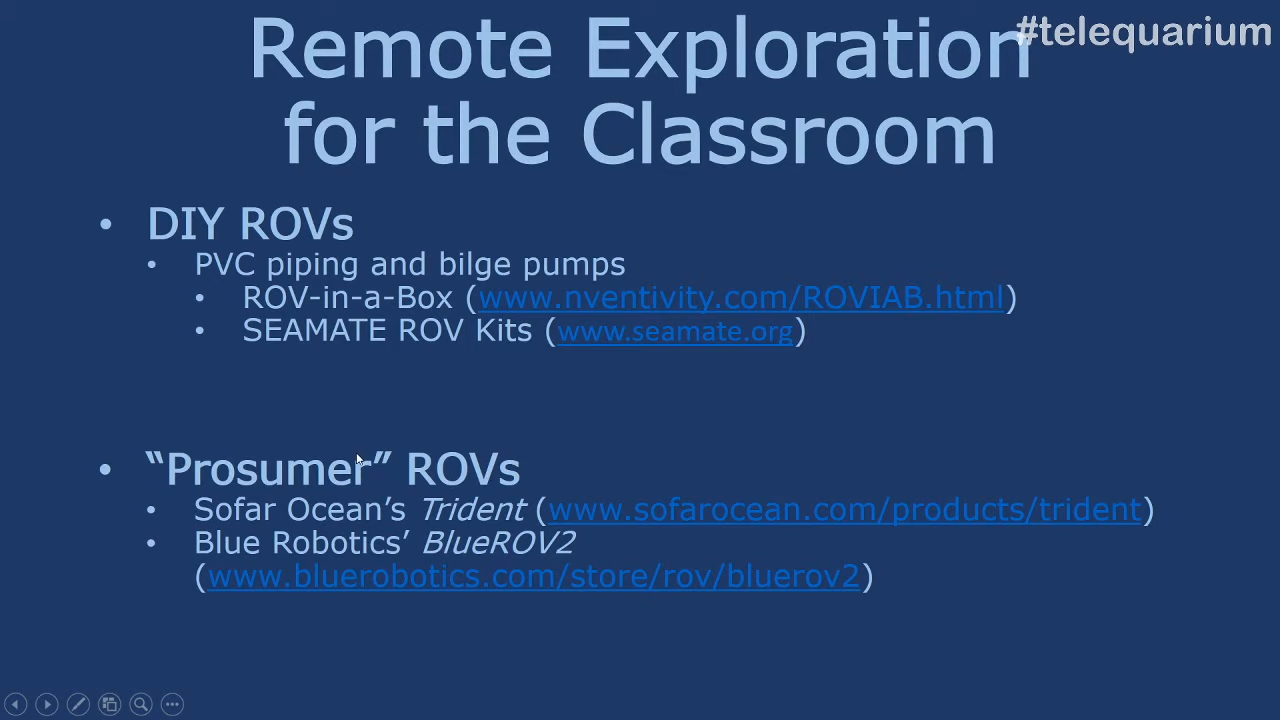 #telequarium
Remote Exploration
for the Classroom
• DIY ROVs
• PVC piping and bilge pumps
• ROV-in-a-Box (www.nventivity.com/ROVIAB.html)
• SEAMATE ROV Kits (www.seamate.org)
• “Prosumer” ROVs
• Sofar Ocean’s Trident (www.sofarocean.com/products/trident)
• Blue Robotics’ BlueROV2
(www.bluerobotics.com/store/rov/bluerov2)